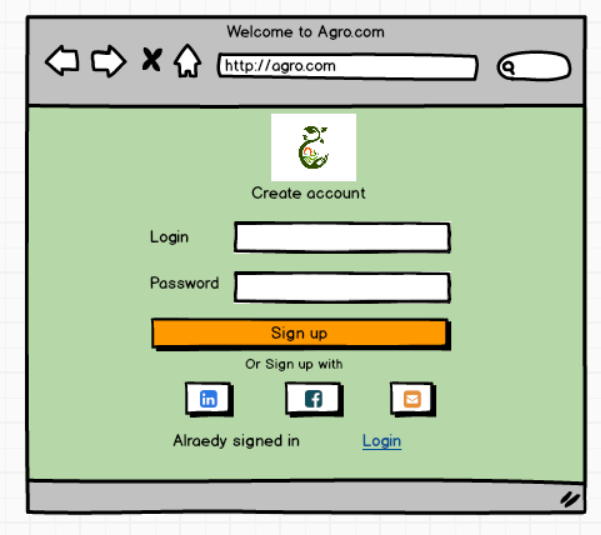 Welcome to Agro.com
http://agro.com
Create account
Login
Password
Sign up
Or Sign up with
in f
Alraedy signed in Login